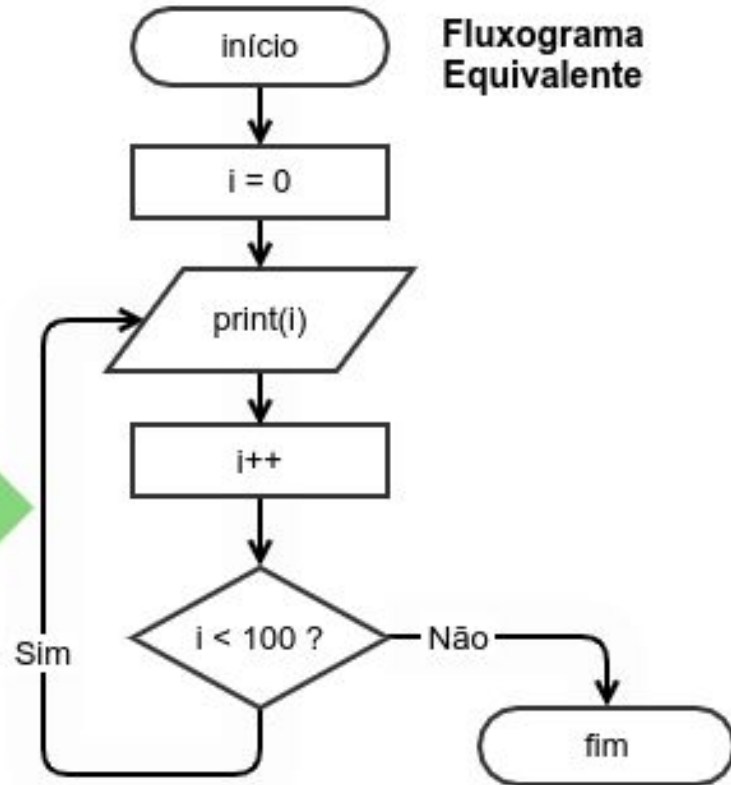 início
Fluxograma
Equivalente
i = 0
print(i)
i++
i < 100 ?
Sim
Não
fim